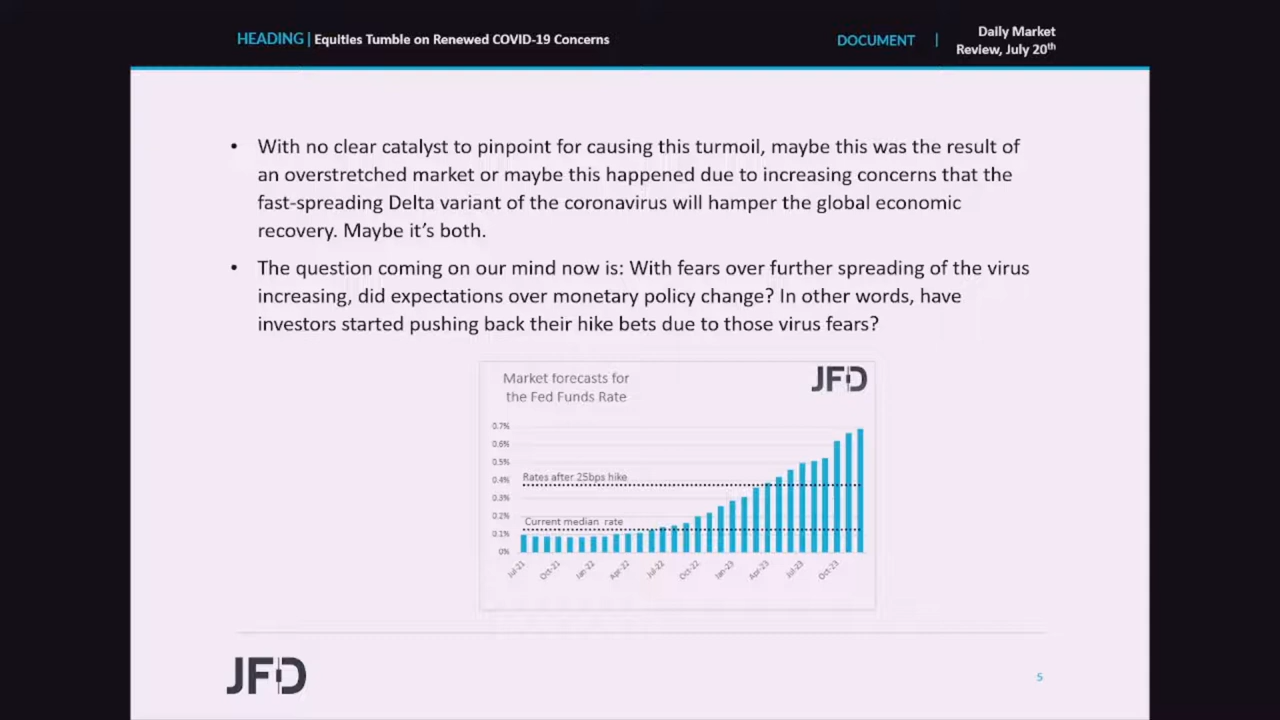 HEADING | Equities Tumble on Renewed COVID-19 Concerns
DOCUMENT | Daily Market
Review, July 20th
• With no clear catalyst to pinpoint for causing this turmoil, maybe this was the result of
an overstretched market or maybe this happened due to increasing concerns that the
fast-spreading Delta variant of the coronavirus will hamper the global economic
recovery. Maybe it’s both.
• The question coming on our mind now is: With fears over further spreading of the virus
increasing, did expectations over monetary policy change? In other words, have
investors started pushing back their hike bets due to those virus fears?
Market forecasts for
the Fed Funds Rate
JFD
0.7%
0.6%
0.5%
0.4%
0.3%
0.2%
0.1%
0%
Rates after 25bps hike
Current median rate
Jul-21
Oct-21
Jan-22
Apr-22
Jul-22
Oct-22
Jan-23
Apr-23
Jul-23
Oct-23
JFD
5